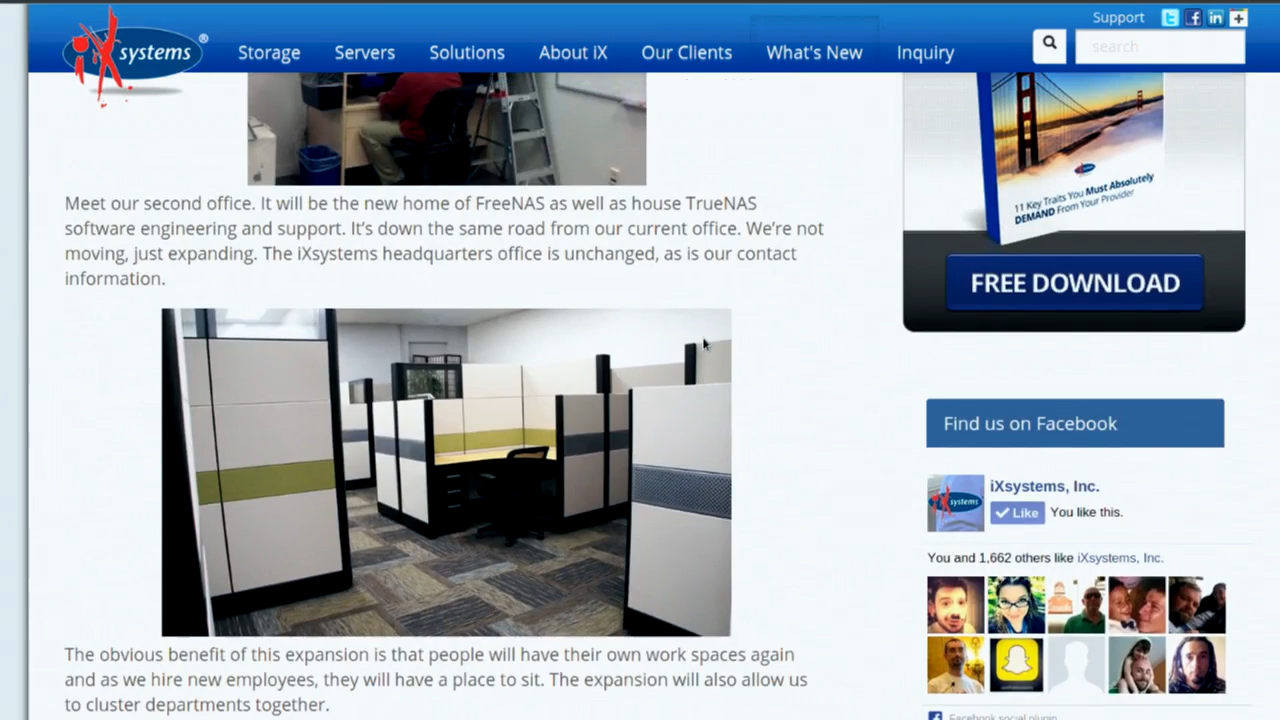 Support
iXsystems®
Storage Servers Solutions About iX Our Clients What's New Inquiry
search
11 Key Traits You Must Absolutely
DEMAND From Your Provider
FREE DOWNLOAD
Meet our second office. It will be the new home of FreeNAS as well as house TrueNAS
software engineering and support. It's down the same road from our current office. We're not
moving, just expanding. The iXsystems headquarters office is unchanged, as is our contact
information.
Find us on Facebook
iXsystems
iXsystems, Inc.
Like You like this.
You and 1,662 others like iXsystems, Inc.
The obvious benefit of this expansion is that people will have their own work spaces again
and as we hire new employees, they will have a place to sit. The expansion will also allow us
to cluster departments together.
Facebook social plugin